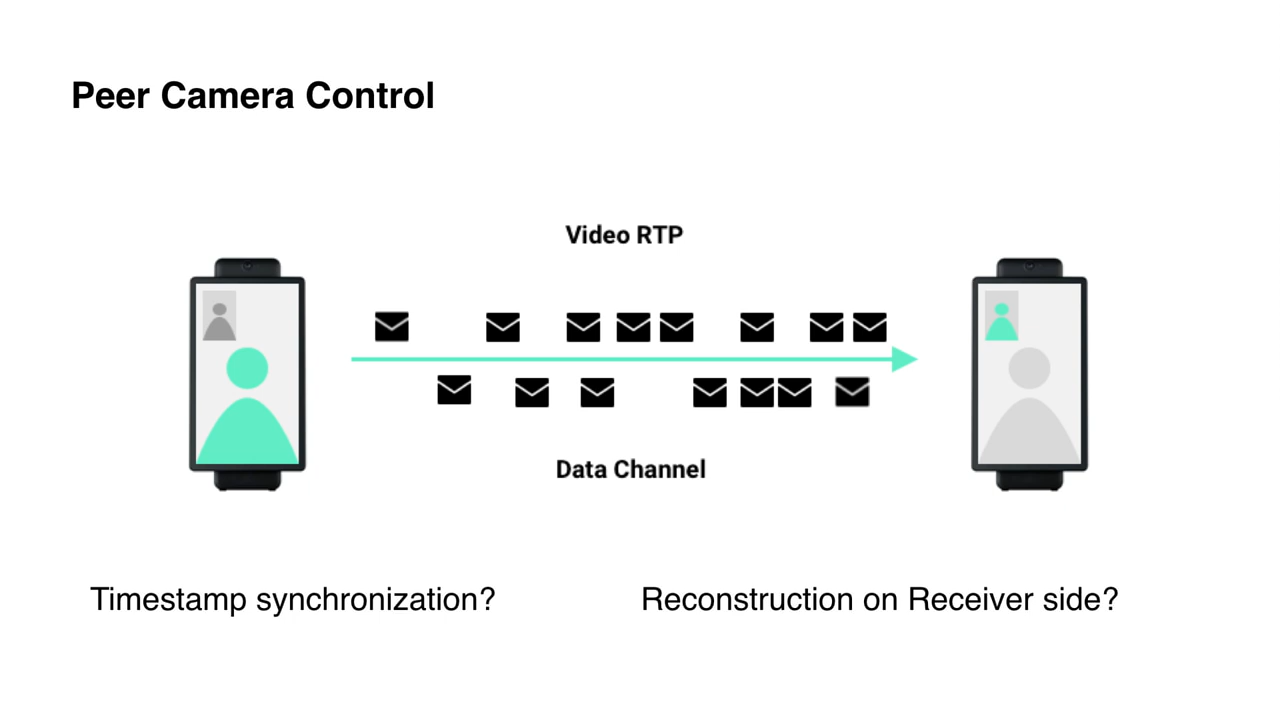 Peer Camera Control
Video RTP
Data Channel
Timestamp synchronization?
Reconstruction on Receiver side?